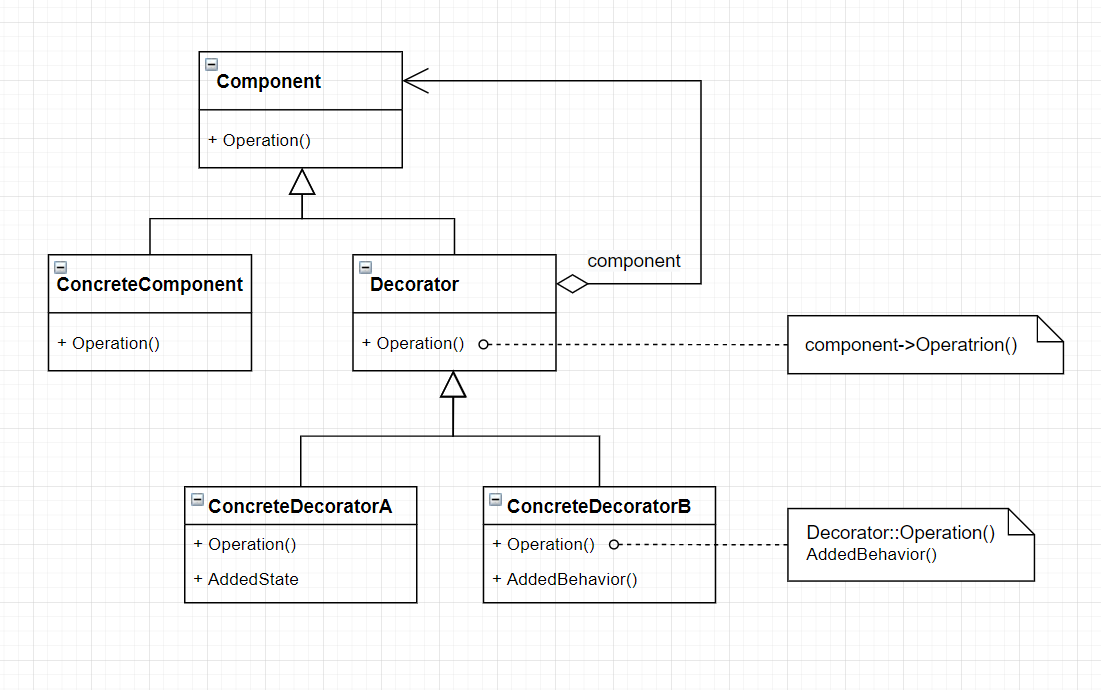 Component
+ Operation()
component
ConcreteComponent
+ Operation()
Decorator
+ Operation()
component->Operatrion()
ConcreteDecoratorA
+ Operation()
+ AddedState
ConcreteDecoratorB
+ Operation()
+ AddedBehavior()
Decorator::Operation()
AddedBehavior()